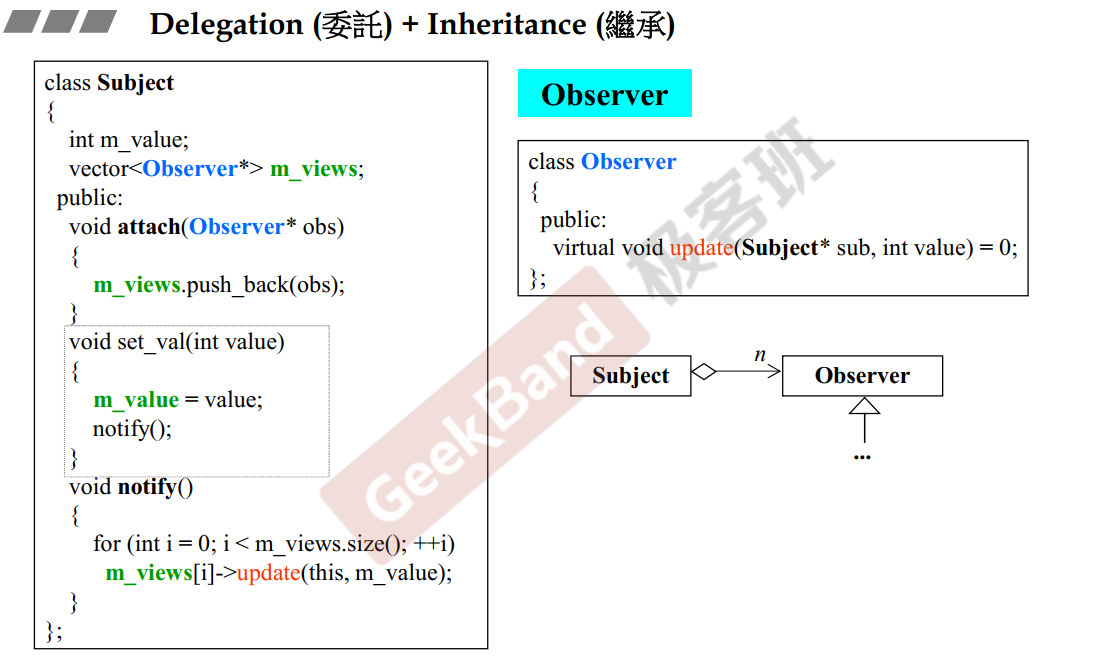 Delegation (委託) + Inheritance (繼承)
class Subject
{
int m_value;
vector<Observer*> m_views;
public:
void attach(Observer* obs)
{
m_views.push_back(obs);
}
void set_val(int value)
{
m_value = value;
notify();
}
void notify()
{
for (int i = 0; i < m_views.size(); ++i)
m_views[i]->update(this, m_value);
}
};
Observer
class Observer
{
public:
virtual void update(Subject* sub, int value) = 0;
};
Subject
n
Observer
...
GeekBand
极客班